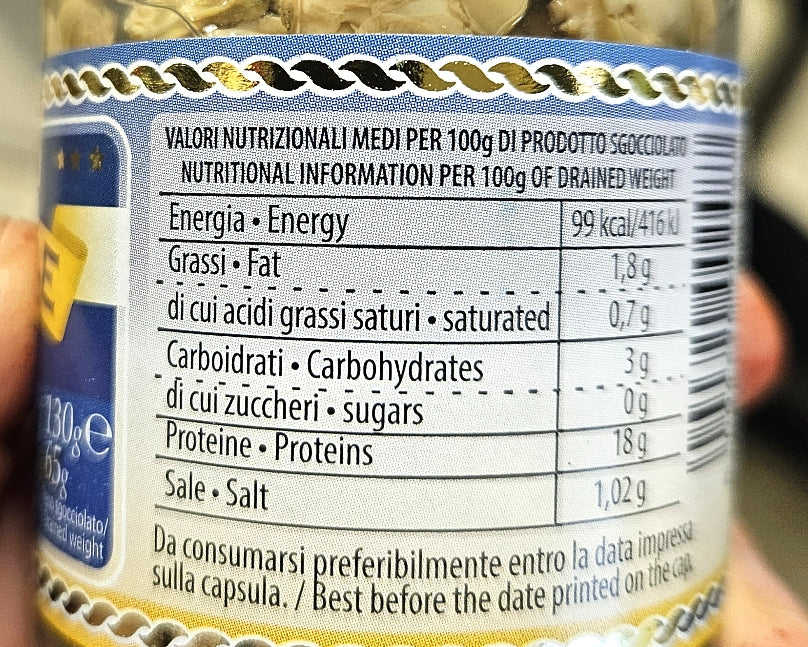 VALORI NUTRIZIONALI MEDI PER 100g DI PRODOTTO SGOCCIOLATO
NUTRITIONAL INFORMATION PER 100g OF DRAINED WEIGHT
Energia • Energy 99 kcal/416 kJ
Grassi • Fat 1,8 g
di cui acidi grassi saturi • saturated 0,7 g
Carboidrati • Carbohydrates 3 g
di cui zuccheri • sugars 0 g
Proteine • Proteins 18 g
Sale • Salt 1,02 g
Da consumarsi preferibilmente entro la data impressa
sulla capsula. / Best before the date printed on the cap.
E
130g e
65g
sgocciolato/
drained weight